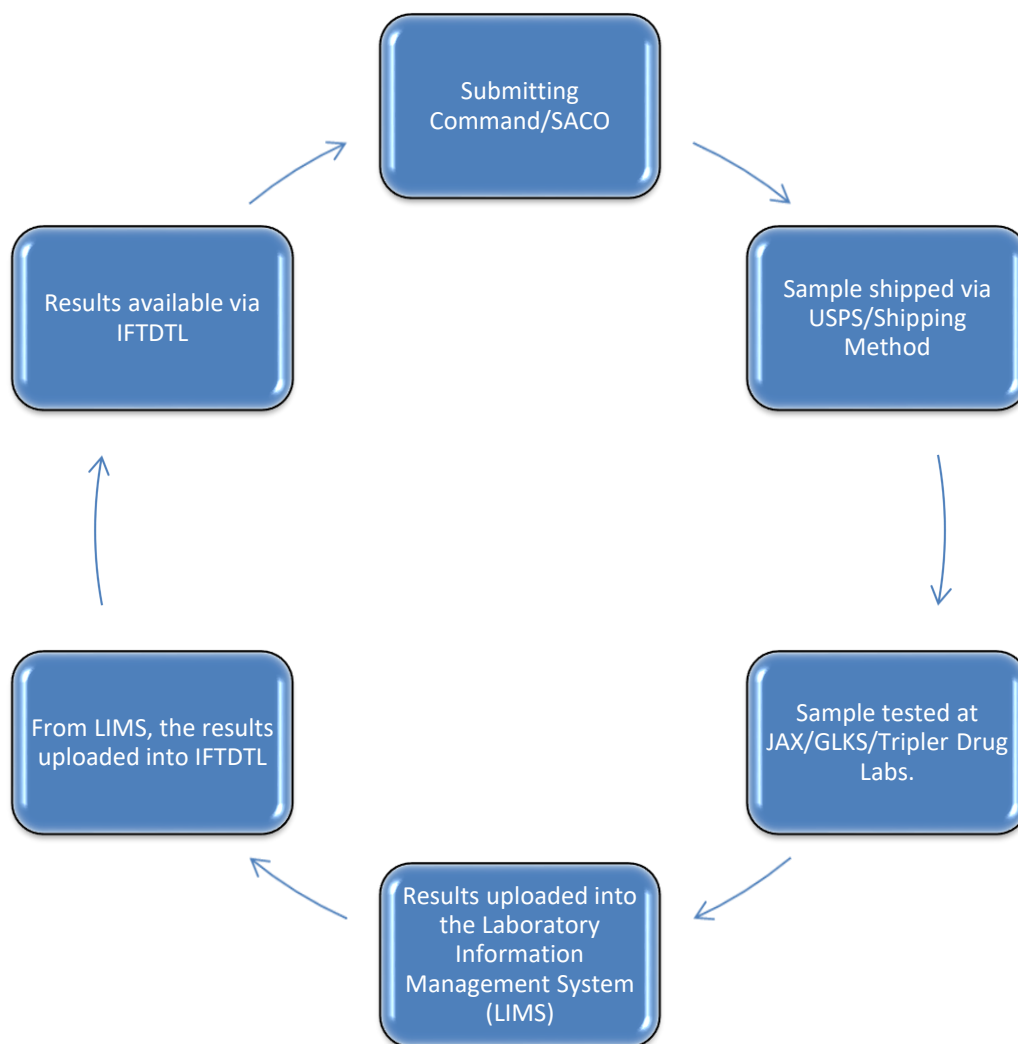 Submitting
Command/SACO
Sample shipped via
USPS/Shipping
Method
Sample tested at
JAX/GLKS/Tripler Drug
Labs.
Results uploaded into
the Laboratory
Information
Management System
(LIMS)
From LIMS, the results
uploaded into IFTDTL
Results available via
IFTDTL